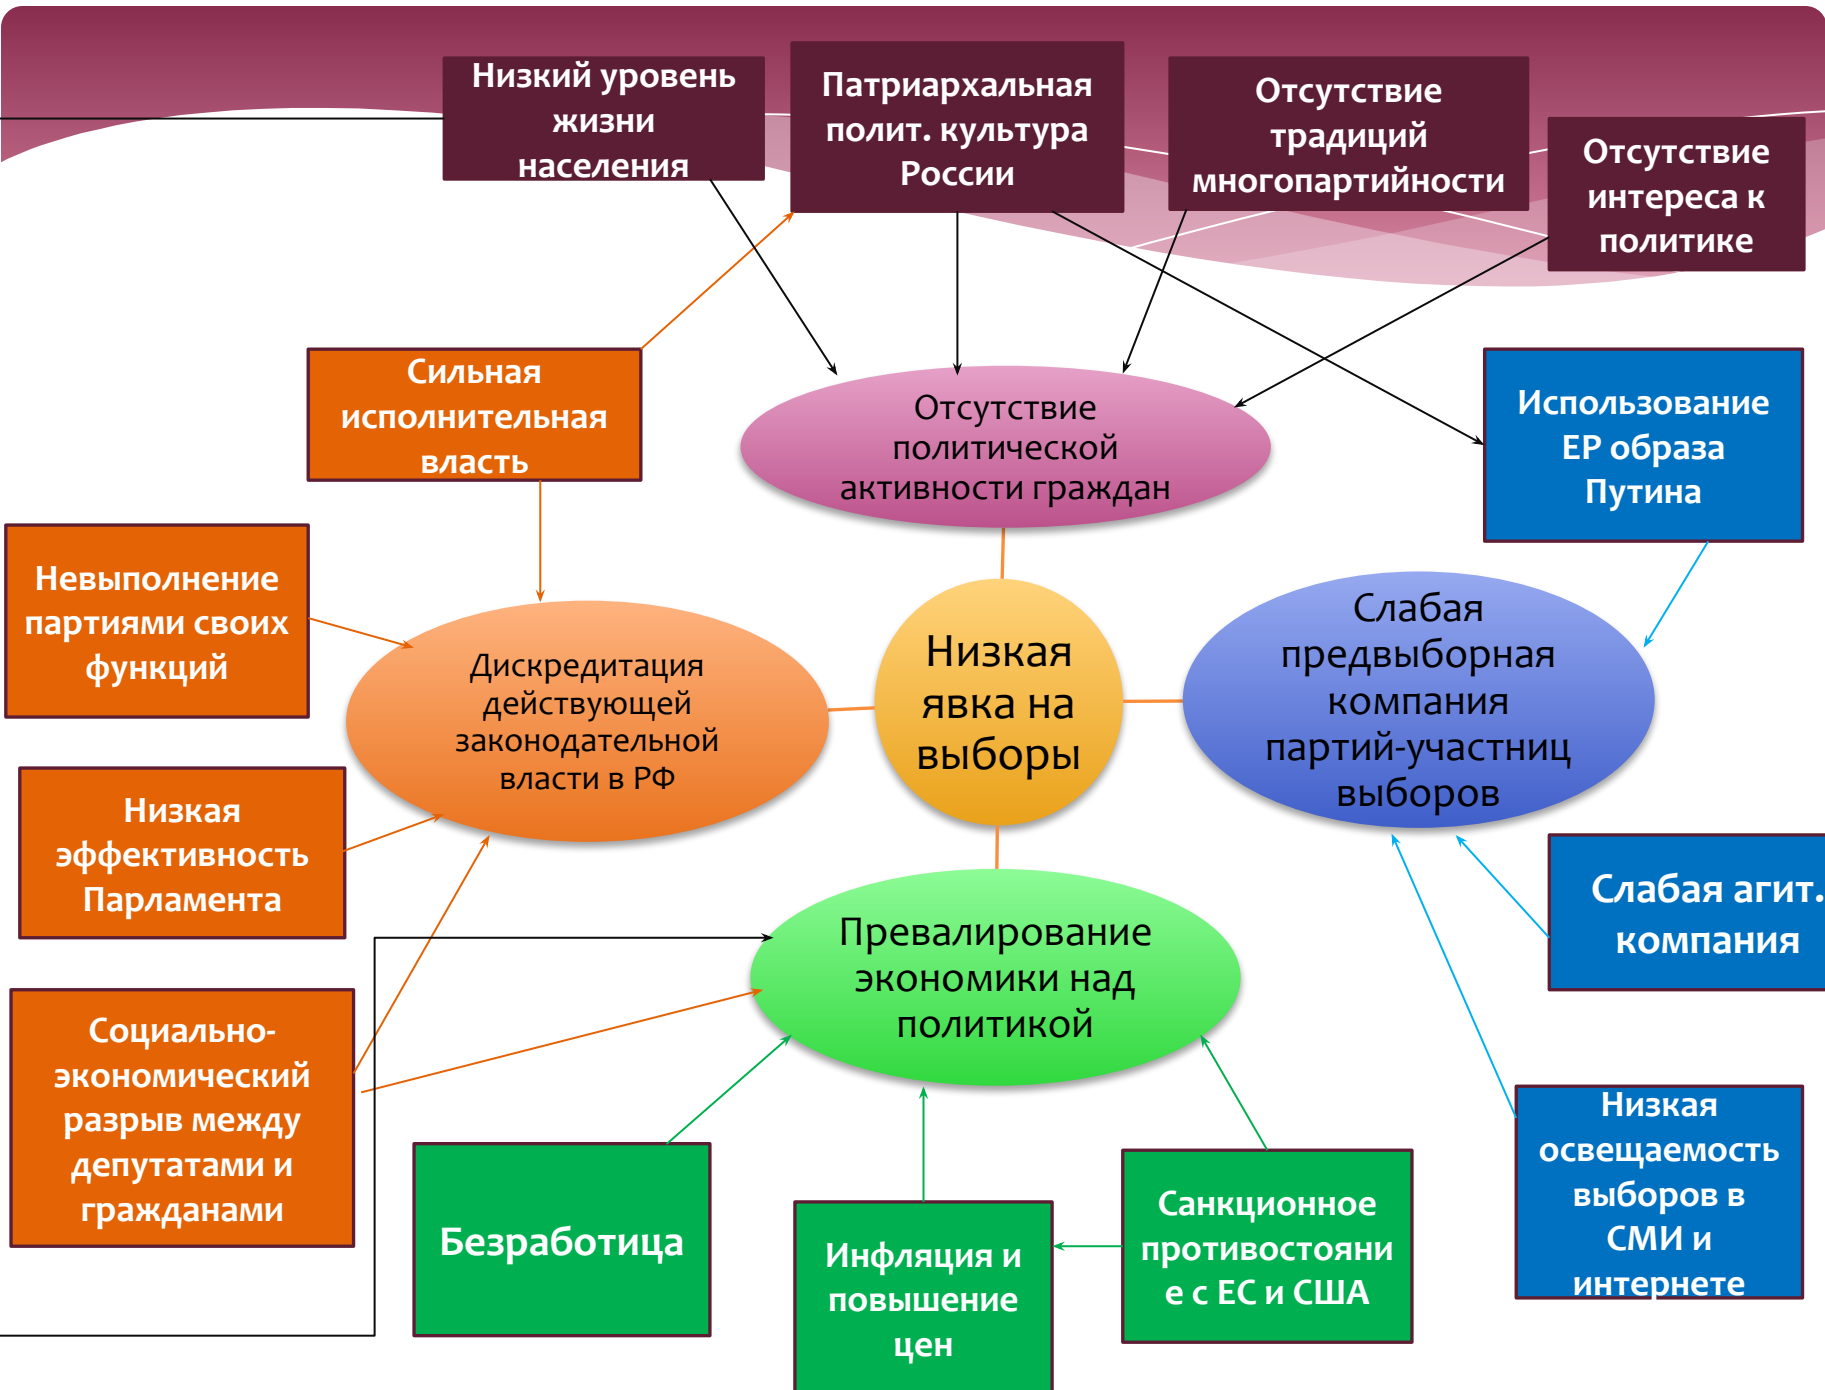 Низкий уровень
жизни
населения
Патриархальная
полит. культура
России
Отсутствие
традиций
многопартийности
Отсутствие
интереса к
политике
Сильная
исполнительная
власть
Отсутствие
политической
активности граждан
Использование
ЕР образа
Путина
Невыполнение
партиями своих
функций
Дискредитация
действующей
законодательной
власти в РФ
Низкая
явка на
выборы
Слабая
предвыборная
компания
партий-участниц
выборов
Низкая
эффективность
Парламента
Слабая агит.
компания
Превалирование
экономики над
политикой
Социально-
экономический
разрыв между
депутатами и
гражданами
Безработица
Инфляция и
повышение
цен
Санкционное
противостояни
е с ЕС и США
Низкая
освещаемость
выборов в
СМИ и
интернете